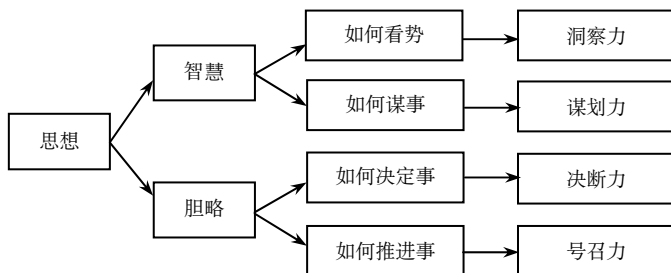 思想
智慧
胆略
如何看势
如何谋事
如何决定事
如何推进事
洞察力
谋划力
决断力
号召力